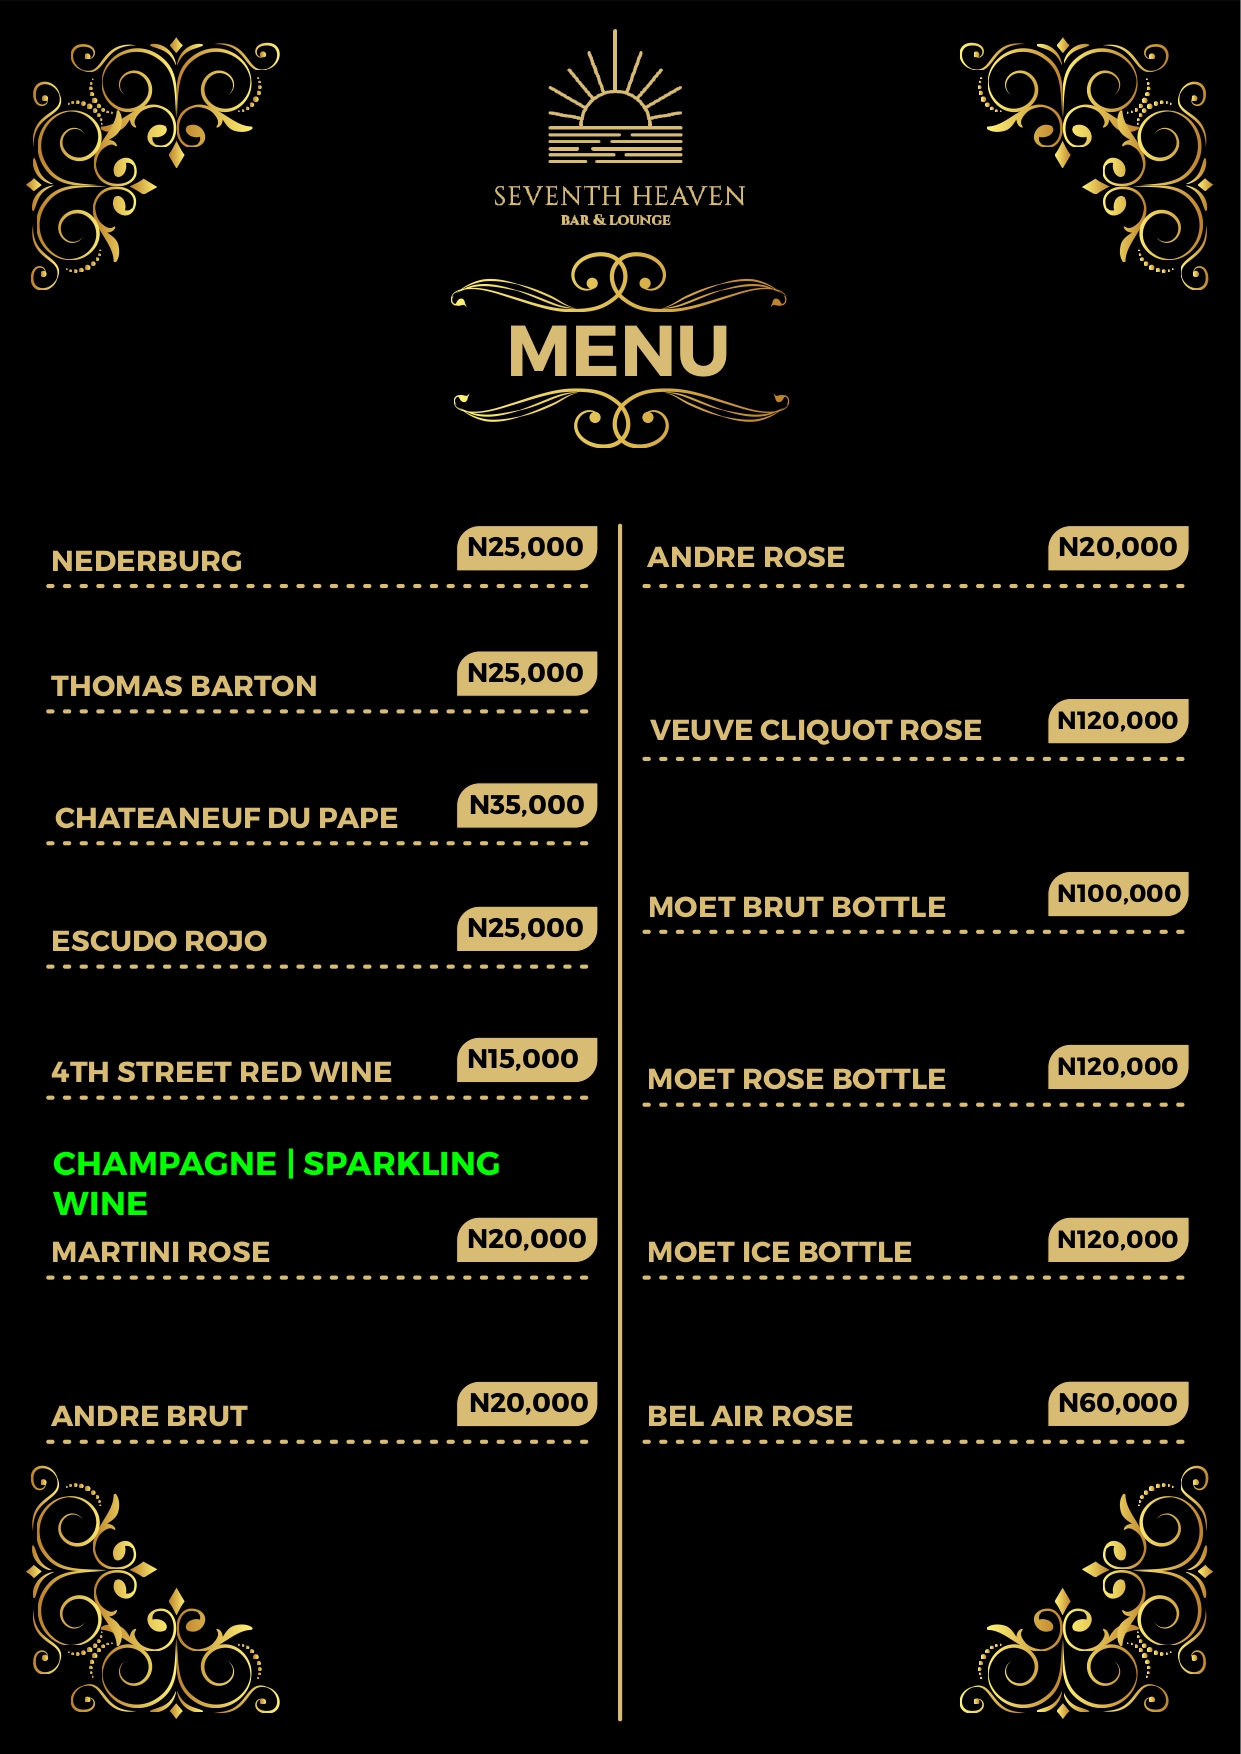 SEVENTH HEAVEN
BAR & LOUNGE
MENU
NEDERBURG N25,000
THOMAS BARTON N25,000
CHATEANEUF DU PAPE N35,000
ESCUDO ROJO N25,000
4TH STREET RED WINE N15,000
CHAMPAGNE | SPARKLING
WINE
MARTINI ROSE N20,000
ANDRE BRUT N20,000
ANDRE ROSE N20,000
VEUVE CLIQUOT ROSE N120,000
MOET BRUT BOTTLE N100,000
MOET ROSE BOTTLE N120,000
MOET ICE BOTTLE N120,000
BEL AIR ROSE N60,000